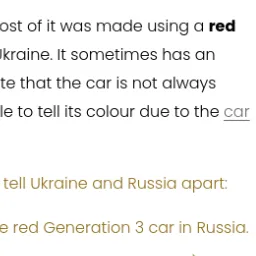 ost of it was made using a red
Ukraine. It sometimes has an
te that the car is not always
le to tell its colour due to the car
tell Ukraine and Russia apart:
e red Generation 3 car in Russia.